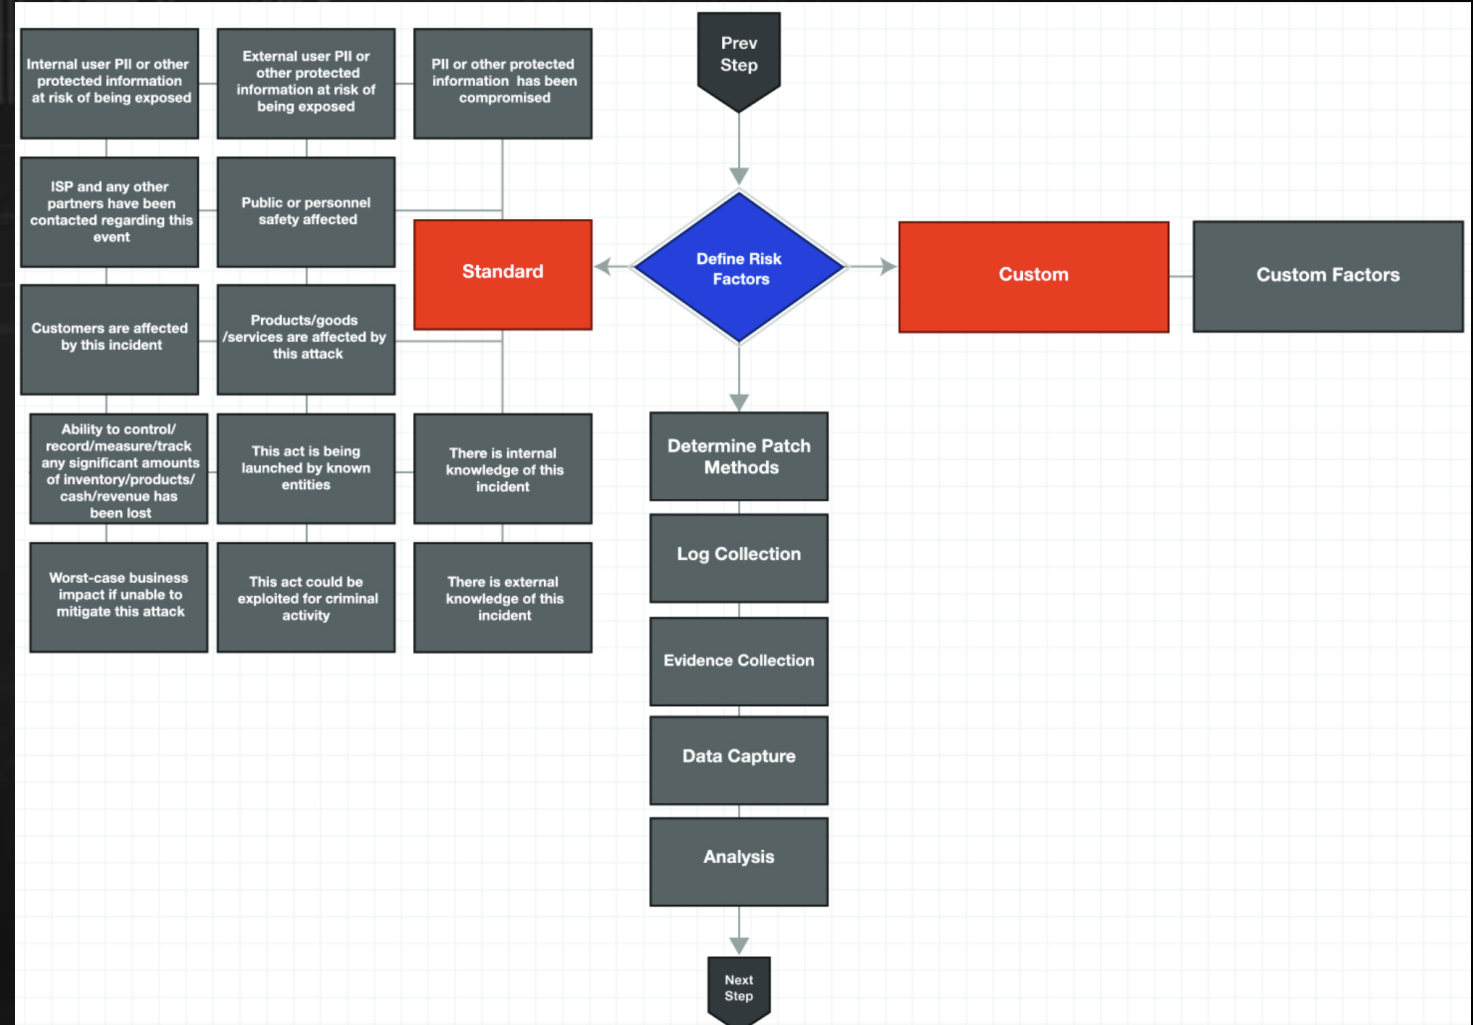 Internal user PII or other
protected information
at risk of being exposed
External user PII or
other protected
information at risk of
being exposed
PII or other protected
information has been
compromised
Prev
Step
ISP and any other
partners have been
contacted regarding this
event
Public or personnel
safety affected
Standard
Define Risk
Factors
Custom
Custom Factors
Customers are affected
by this incident
Products/goods
/services are affected by
this attack
Ability to control/
record/measure/track
any significant amounts
of inventory/products/
cash/revenue has
been lost
This act is being
launched by known
entities
There is internal
knowledge of this
incident
Determine Patch
Methods
Log Collection
Worst-case business
impact if unable to
mitigate this attack
This act could be
exploited for criminal
activity
There is external
knowledge of this
incident
Evidence Collection
Data Capture
Analysis
Next
Step